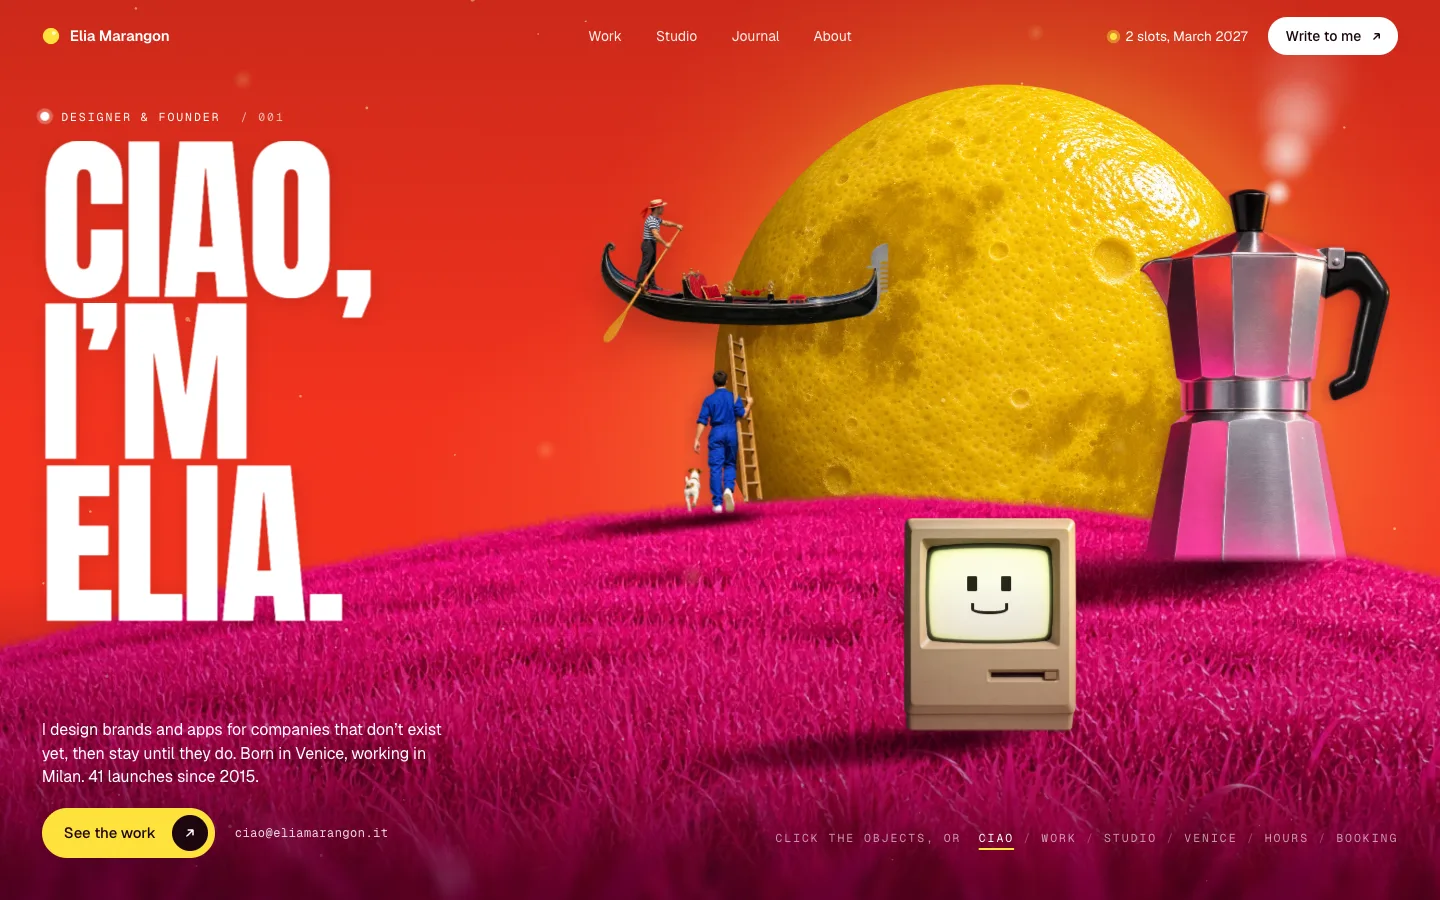 Elia Marangon
Work Studio Journal About
2 slots, March 2027
Write to me
DESIGNER & FOUNDER / 001
CIAO,
I’M
ELIA.
I design brands and apps for companies that don’t exist
yet, then stay until they do. Born in Venice, working in
Milan. 41 launches since 2015.
See the work
ciao@eliamarangon.it
CLICK THE OBJECTS, OR CIAO / WORK / STUDIO / VENICE / HOURS / BOOKING